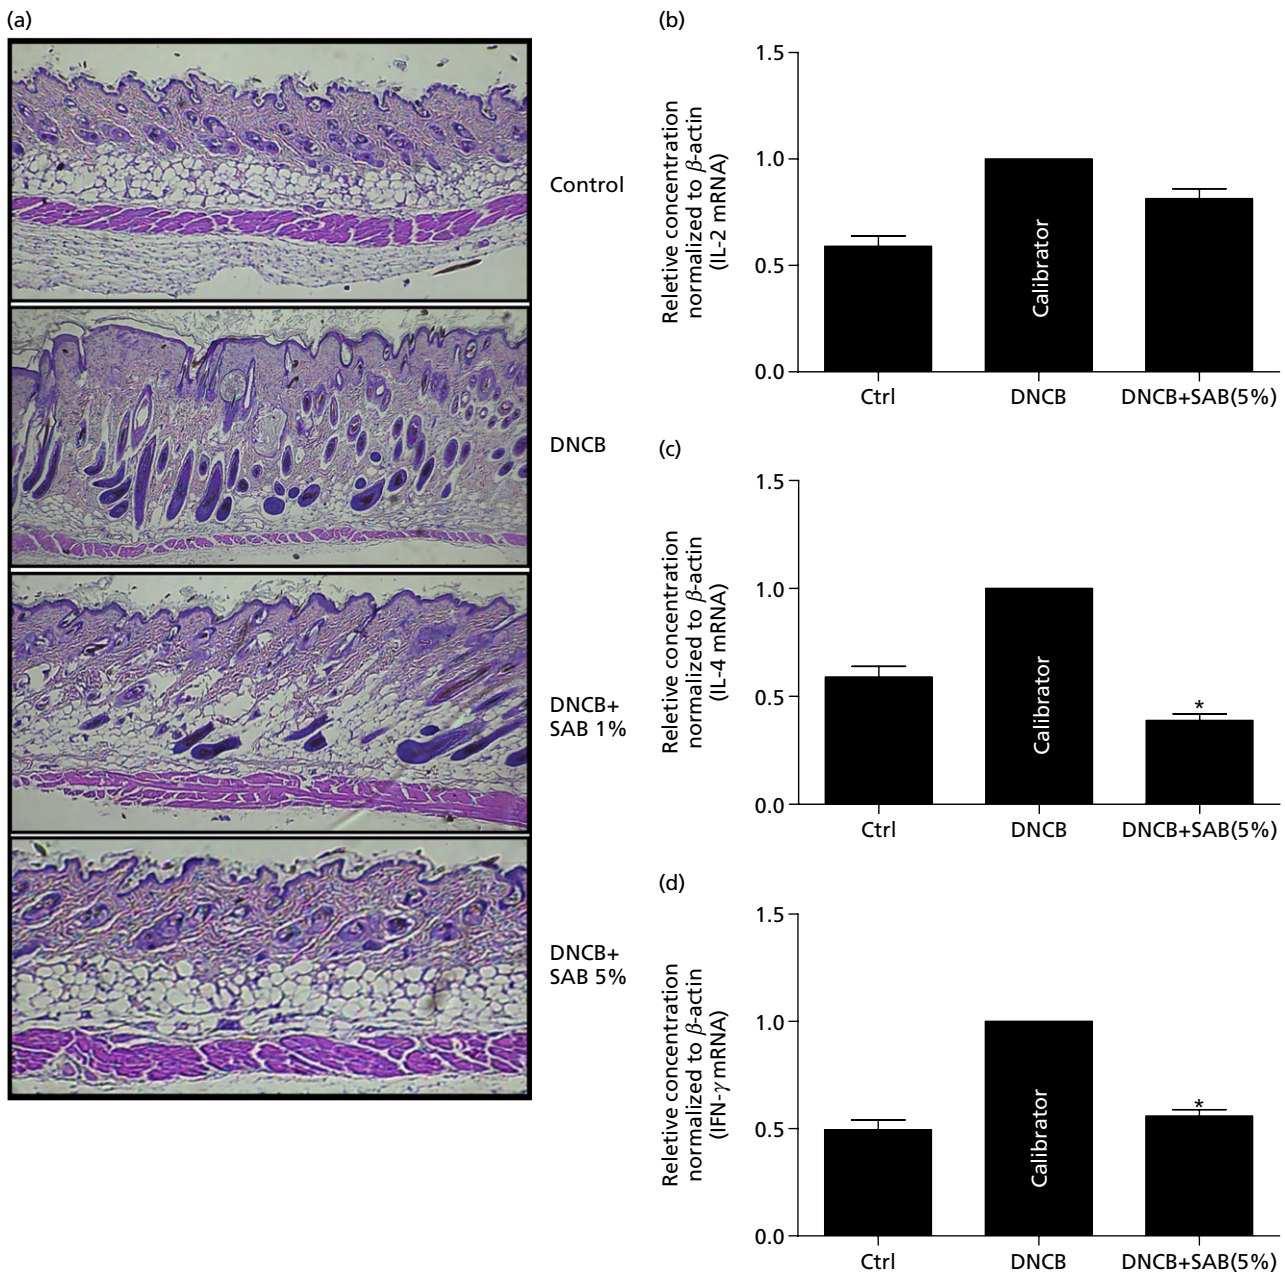 (a)
Control
DNCB
DNCB+
SAB 1%
DNCB+
SAB 5%
(b)
Reletive concentration
normalized to β-actin
(IL-2 mRNA)
1.5
1.0
0.5
0.0
Calibrator
Ctrl
DNCB
DNCB+SAB(5%)
(c)
Reletive concentration
normalized to β-actin
(IL-4 mRNA)
1.5
1.0
0.5
0.0
Calibrator
*
Ctrl
DNCB
DNCB+SAB(5%)
(d)
Reletive concentration
normalized to β-actin
(IFN-γ mRNA)
1.5
1.0
0.5
0.0
Calibrator
*
Ctrl
DNCB
DNCB+SAB(5%)